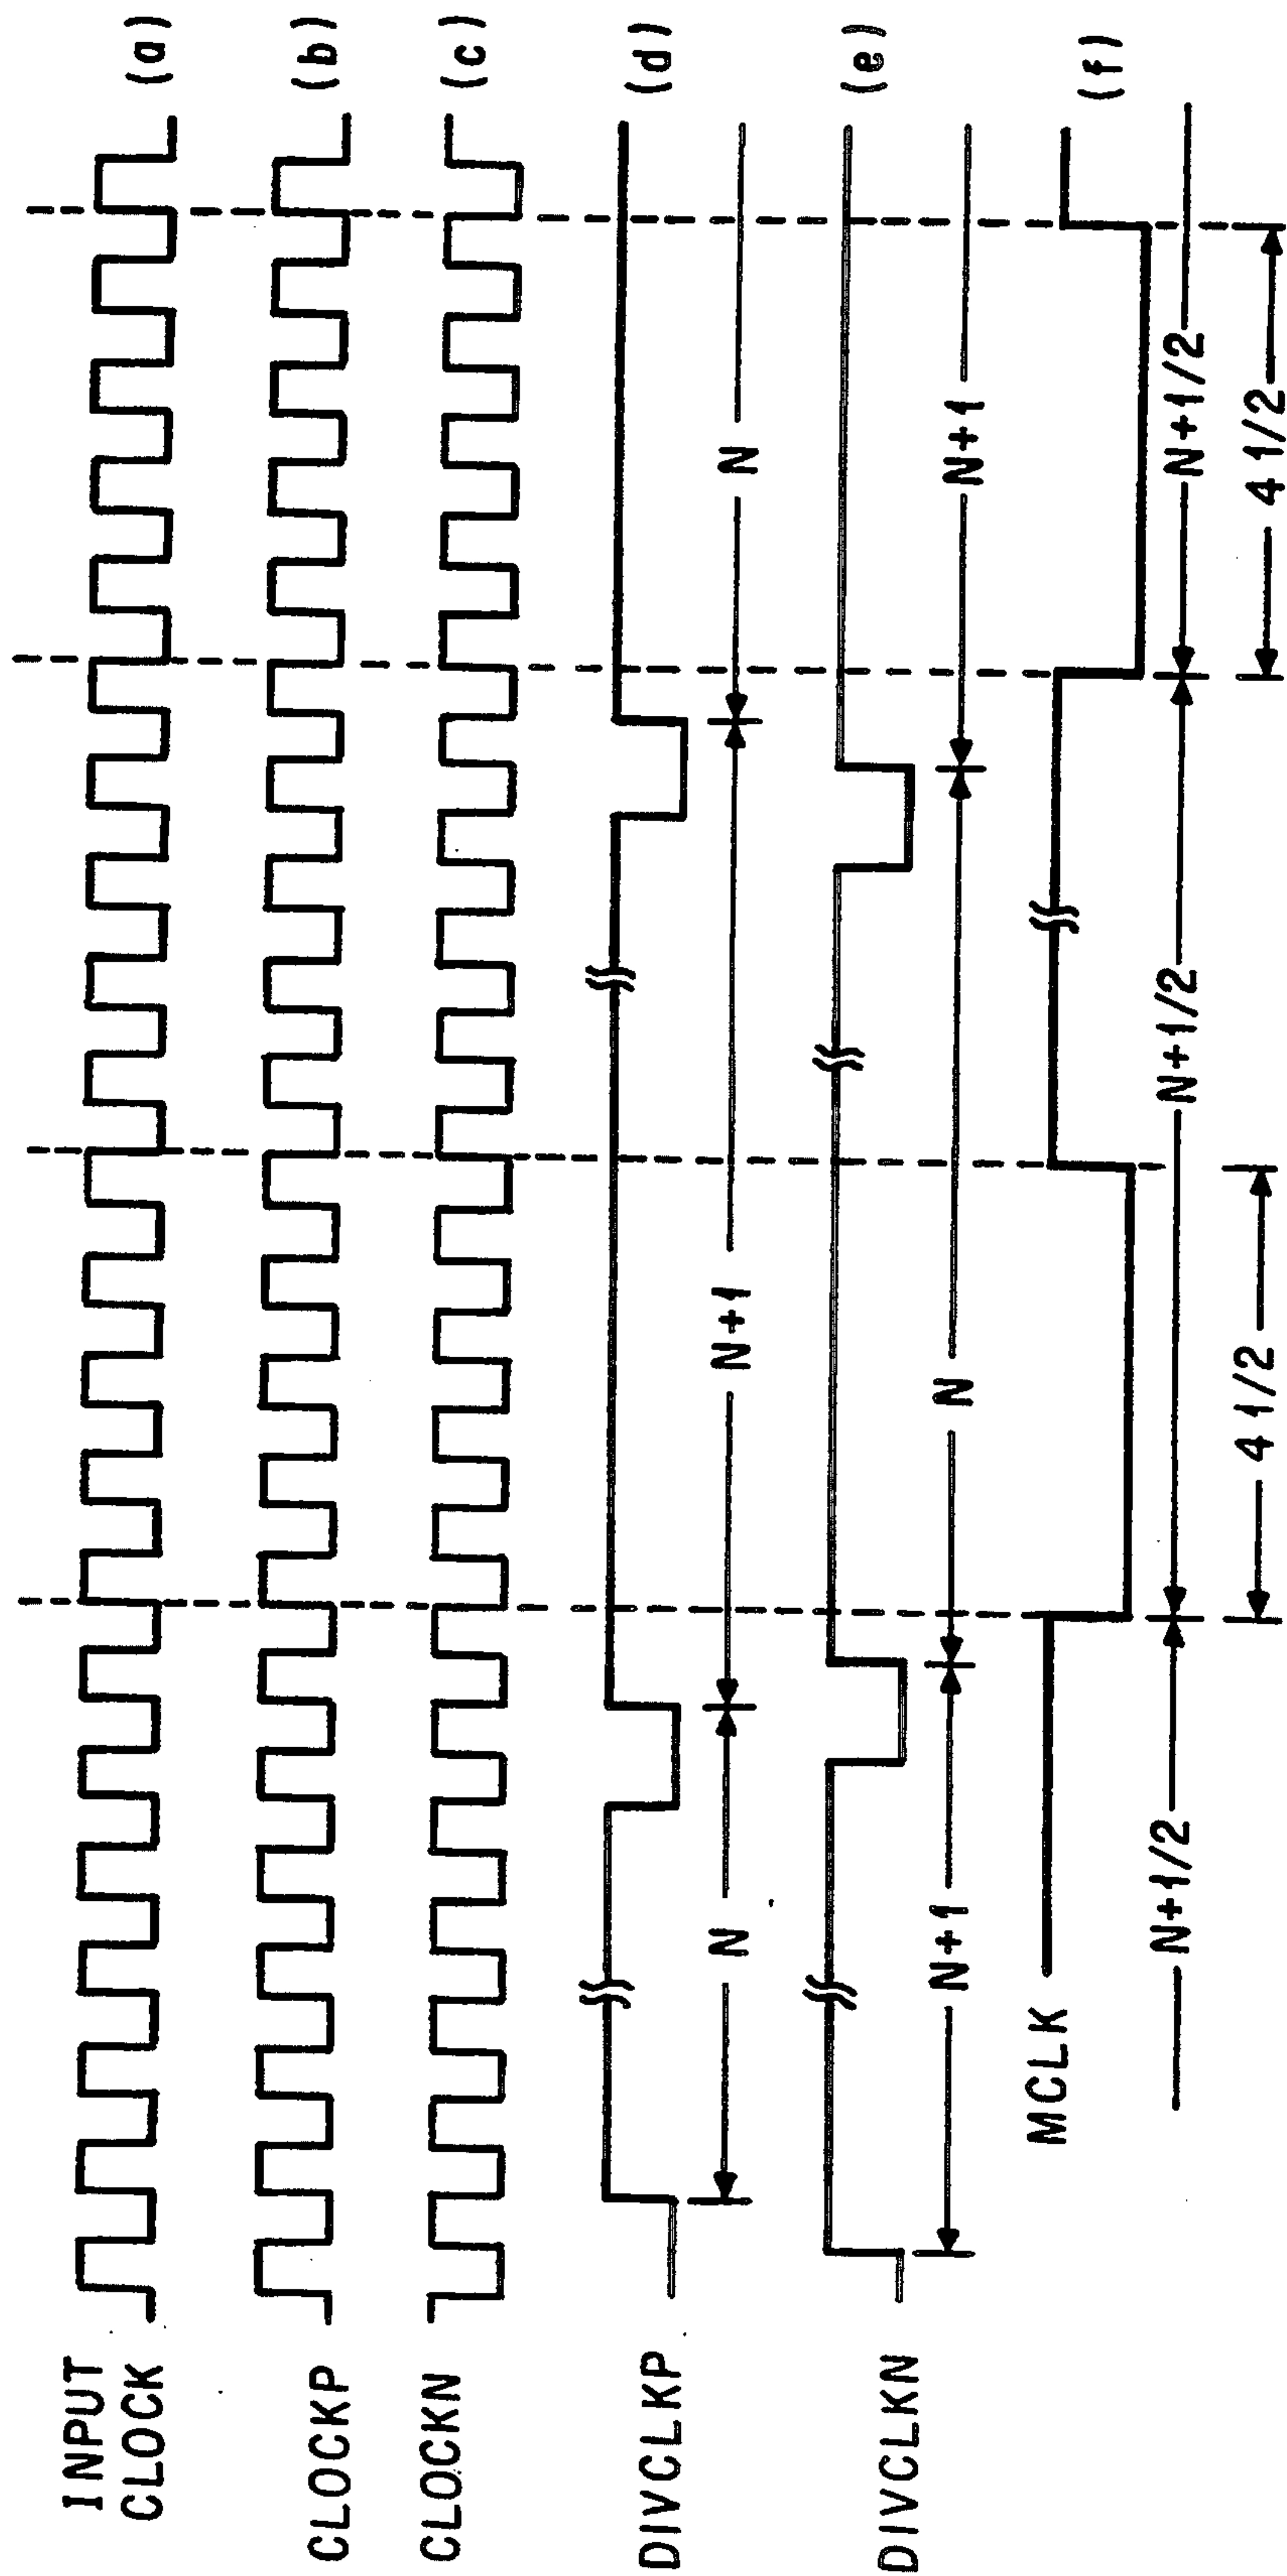 INPUT
CLOCK
(a)
CLOCKP
(b)
CLOCKN
(c)
DIVCLKP
(d)
N
N+1
N
DIVCLKN
(e)
N+1
N
N+1
MCLK
(f)
N+1/2
N+1/2
N+1/2
4 1/2
4 1/2